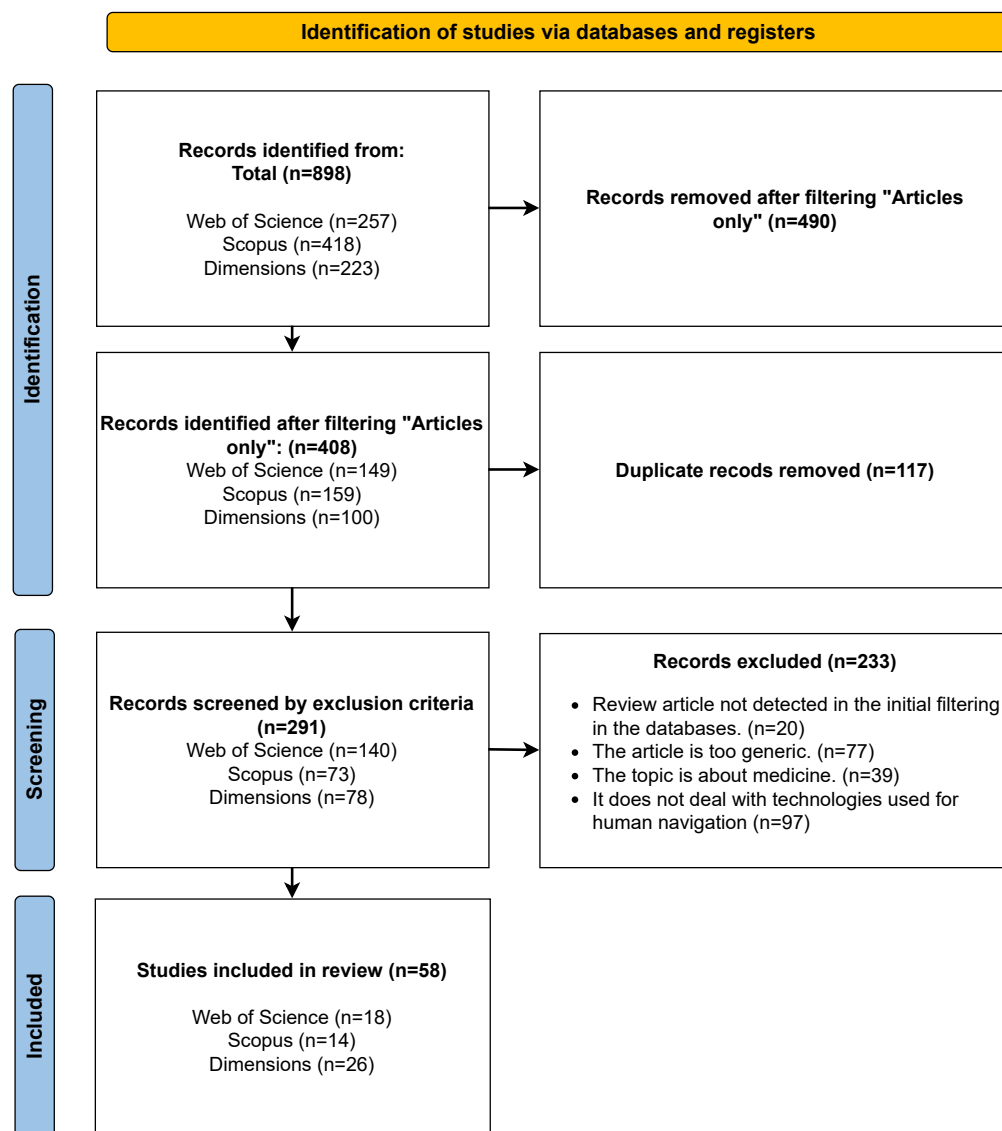 Identification of studies via databases and registers
Identification
Records identified from:
Total (n=898)
Web of Science (n=257)
Scopus (n=418)
Dimensions (n=223)
Records removed after filtering "Articles
only" (n=490)
Records identified after filtering "Articles
only": (n=408)
Web of Science (n=149)
Scopus (n=159)
Dimensions (n=100)
Duplicate recods removed (n=117)
Screening
Records screened by exclusion criteria
(n=291)
Web of Science (n=140)
Scopus (n=73)
Dimensions (n=78)
Records excluded (n=233)
• Review article not detected in the initial filtering
in the databases. (n=20)
• The article is too generic. (n=77)
• The topic is about medicine. (n=39)
• It does not deal with technologies used for
human navigation (n=97)
Included
Studies included in review (n=58)
Web of Science (n=18)
Scopus (n=14)
Dimensions (n=26)